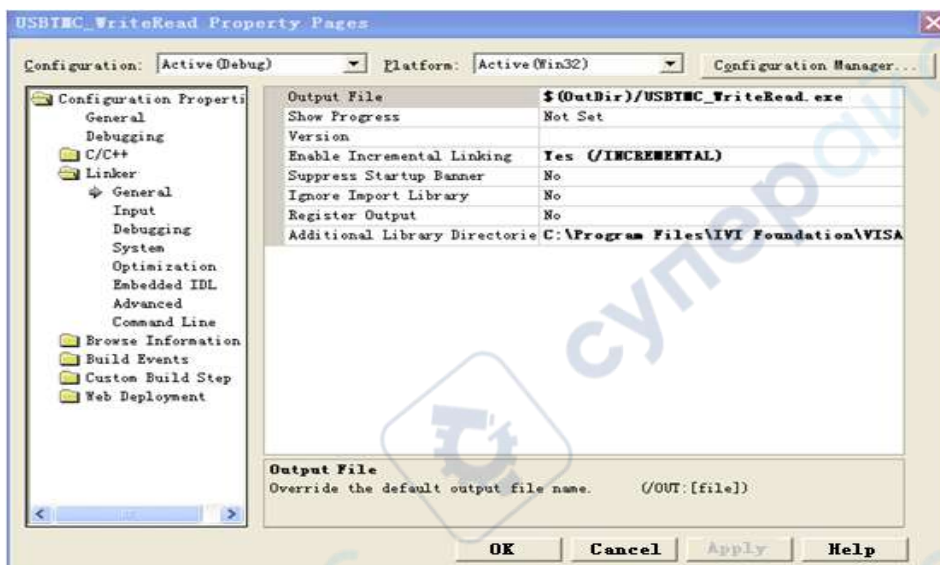 USBTMC_WriteRead Property Pages
Configuration: Active(Debug) Platform: Active(Win32) Configuration Manager...
Configuration Properti
General
Debugging
C/C++
Linker
General
Input
Debugging
System
Optimization
Embedded IDL
Advanced
Command Line
Browse Information
Build Events
Custom Build Step
Web Deployment
Output File $(OutDir)/USBTMC_WriteRead.exe
Show Progress Not Set
Version
Enable Incremental Linking Yes (/INCREMENTAL)
Suppress Startup Banner No
Ignore Import Library No
Register Output No
Additional Library Directorie C:\Program Files\IVI Foundation\VISA
Output File
Override the default output file name. (/OUT:[file])
OK Cancel Apply Help